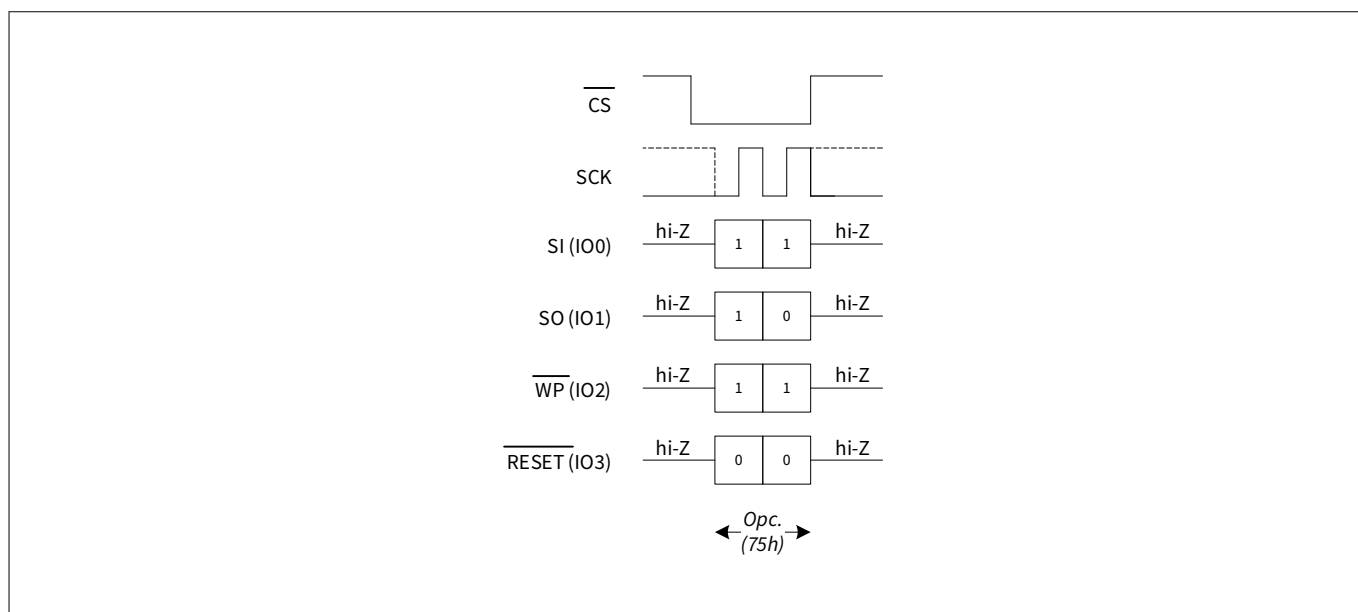 CS
SCK
hi-Z hi-Z
SI (IO0) 1 1
hi-Z hi-Z
SO (IO1) 1 0
hi-Z hi-Z
WP (IO2) 1 1
hi-Z hi-Z
RESET (IO3) 0 0
Opc.
(75h)